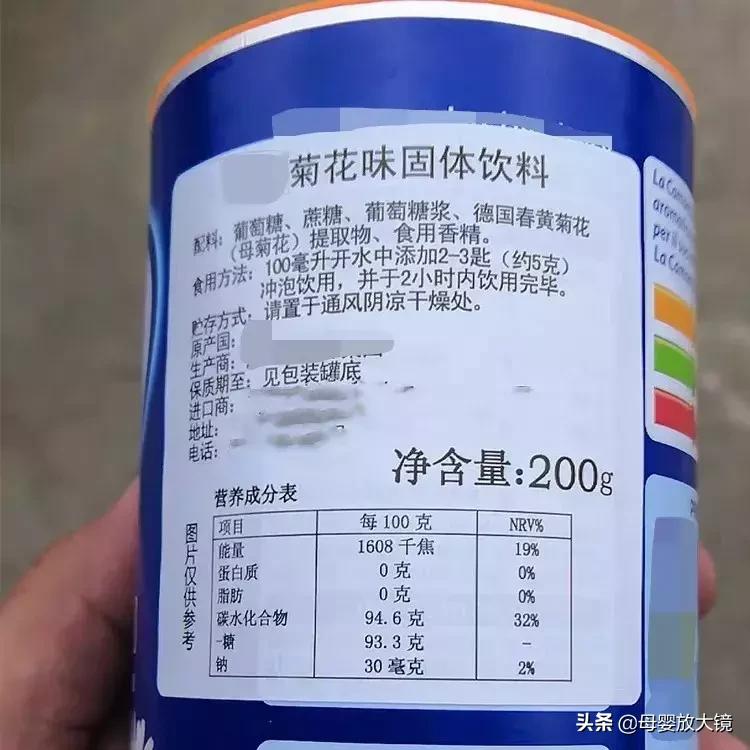 菊花味固体饮料
配料：葡萄糖、蔗糖、葡萄糖浆、德国春黄菊花
（母菊花）提取物、食用香精。
食用方法：100毫升开水中添加2-3匙（约5克）
冲泡饮用，并于2小时内饮用完毕。
贮存方式：请置于通风阴凉干燥处。
原产国：
生产商：
保质期至：见包装罐底
进口商：
地址：
电话：
净含量:200g
营养成分表
项目 每100克 NRV%
能量 1608千焦 19%
蛋白质 0克 0%
脂肪 0克 0%
碳水化合物 94.6克 32%
-糖 93.3克 -
钠 30毫克 2%
图片仅供参考
La
per il
La
头条 @母婴放大镜